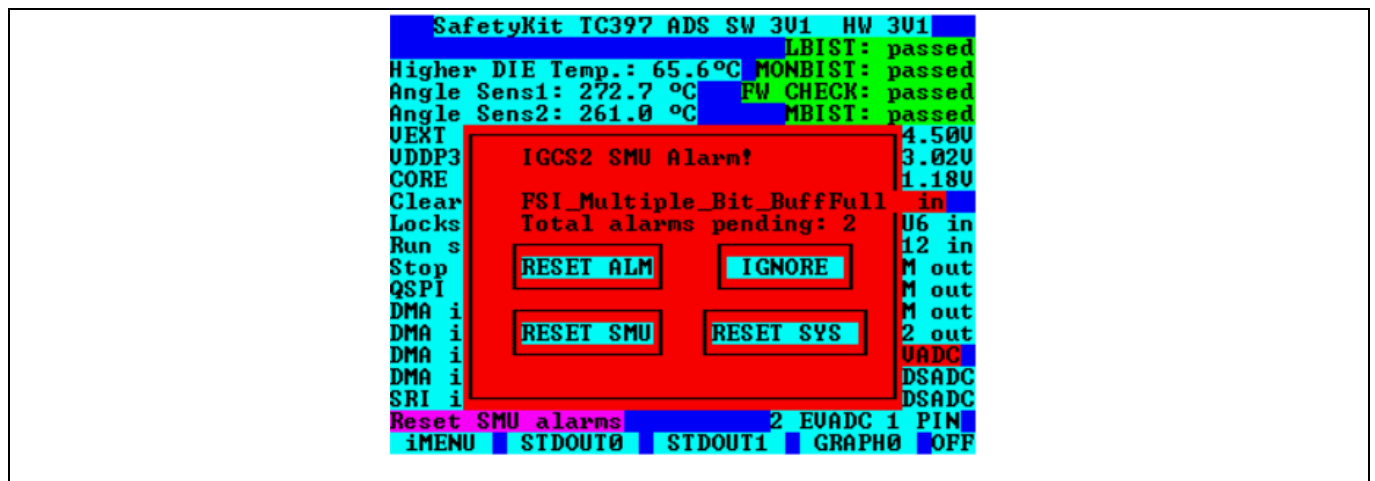 SafetyKit TC397 ADS SW 3V1 HW 3V1
LBIST: passed
Higher DIE Temp.: 65.6ºC MONBIST: passed
Angle Sens1: 272.7 ºC FW CHECK: passed
Angle Sens2: 261.0 ºC MBIST: passed
VEXT 4.50V
VDDP3 3.02V
IGCS2 SMU Alarm!
CORE 1.18V
Clear FSI_Multiple_Bit_BuffFull in
Locks Total alarms pending: 2 V6 in
Run s 12 in
Stop RESET ALM IGNORE M out
QSPI M out
DMA i M out
DMA i RESET SMU RESET SYS 2 out
DMA i VADC
DMA i DSADC
SRI i DSADC
Reset SMU alarms 2 EVADC 1 PIN
iMENU STDOUT0 STDOUT1 GRAPH0 OFF